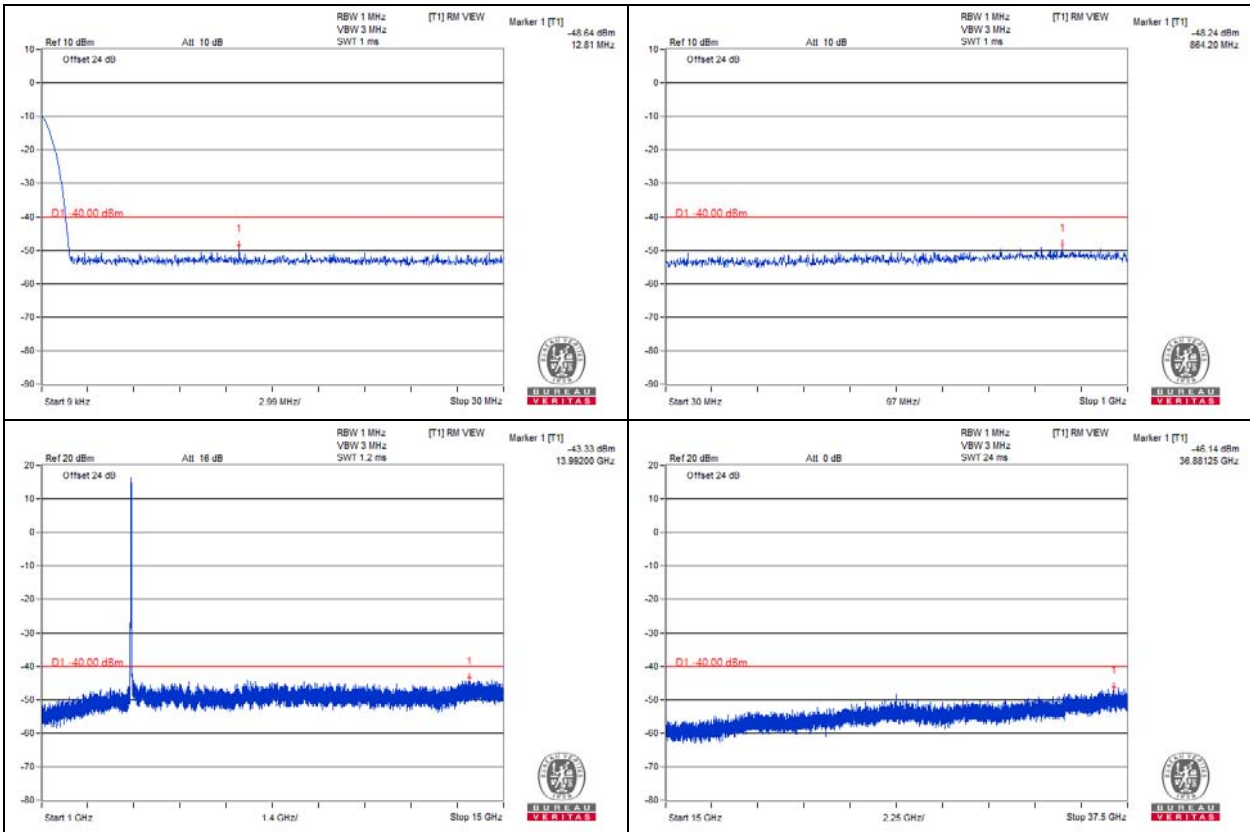 RBW 1 MHz [T1] RM VIEW Marker 1 [T1]
VBW 3 MHz -48.64 dBm
Ref 10 dBm Att 10 dB SWT 1 ms 12.81 MHz
10
Offset 24 dB
0
-10
-20
-30
-40
D1 -40.00 dBm
1
-50
-60
-70
-80
-90
Start 9 kHz 2.99 MHz/ Stop 30 MHz
BUREAU VERITAS
1828
BUREAU
VERITAS
RBW 1 MHz [T1] RM VIEW Marker 1 [T1]
VBW 3 MHz -48.24 dBm
Ref 10 dBm Att 10 dB SWT 1 ms 864.20 MHz
10
Offset 24 dB
0
-10
-20
-30
-40
D1 -40.00 dBm
1
-50
-60
-70
-80
-90
Start 30 MHz 97 MHz/ Stop 1 GHz
BUREAU VERITAS
1828
BUREAU
VERITAS
RBW 1 MHz [T1] RM VIEW Marker 1 [T1]
VBW 3 MHz -43.33 dBm
Ref 20 dBm Att 16 dB SWT 1.2 ms 13.99200 GHz
20
Offset 24 dB
10
0
-10
-20
-30
-40
D1 -40.00 dBm
1
-50
-60
-70
-80
Start 1 GHz 1.4 GHz/ Stop 15 GHz
BUREAU VERITAS
1828
BUREAU
VERITAS
RBW 1 MHz [T1] RM VIEW Marker 1 [T1]
VBW 3 MHz -46.14 dBm
Ref 20 dBm Att 0 dB SWT 24 ms 36.88125 GHz
20
Offset 24 dB
10
0
-10
-20
-30
-40
D1 -40.00 dBm
1
-50
-60
-70
-80
Start 15 GHz 2.25 GHz/ Stop 37.5 GHz
BUREAU VERITAS
1828
BUREAU
VERITAS